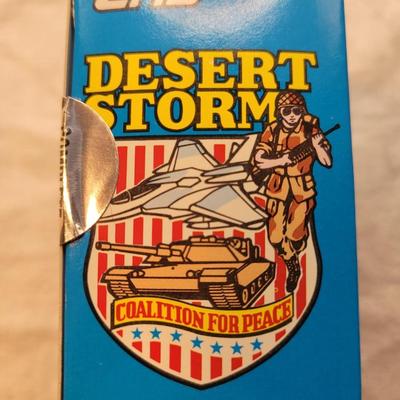 DESERT
STORM
COALITION FOR PEACE